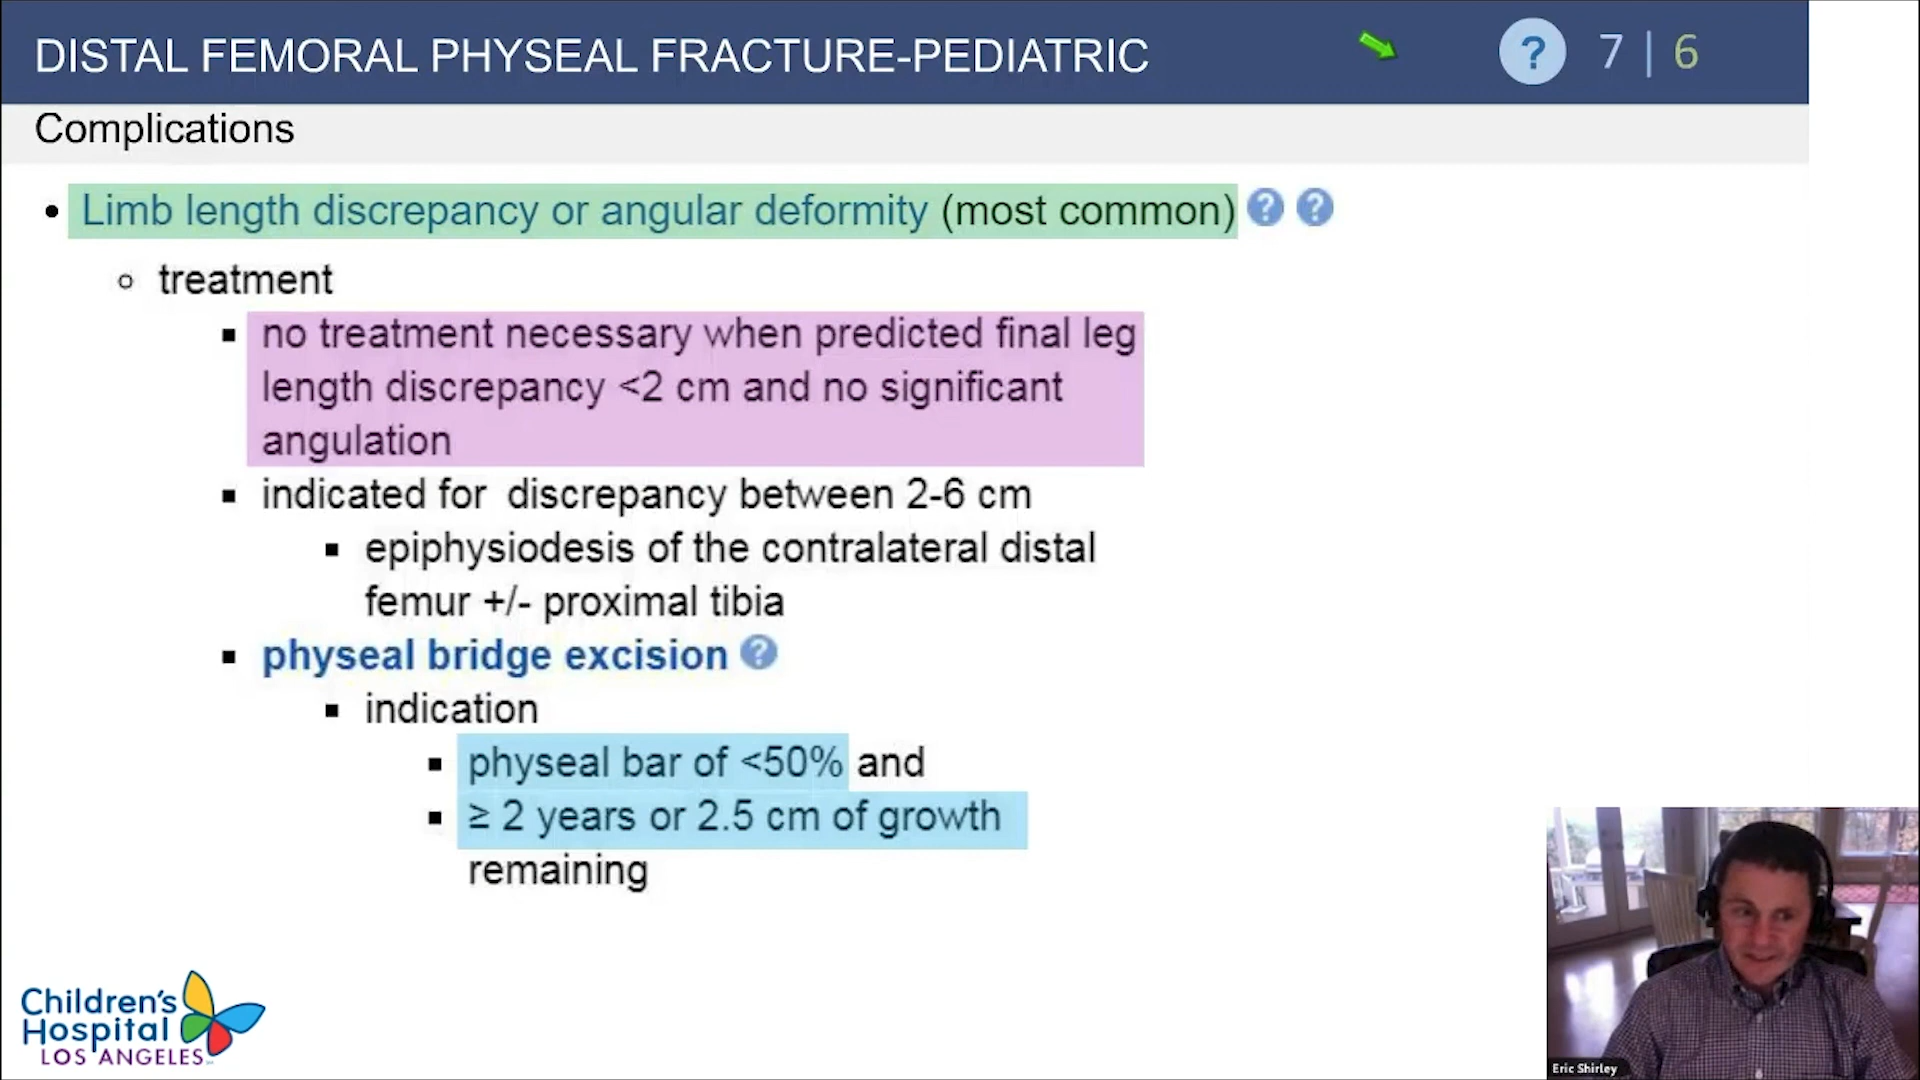 DISTAL FEMORAL PHYSEAL FRACTURE-PEDIATRIC
? 7 | 6
Complications
• Limb length discrepancy or angular deformity (most common) ? ?
treatment
no treatment necessary when predicted final leg
length discrepancy <2 cm and no significant
angulation
indicated for discrepancy between 2-6 cm
epiphysiodesis of the contralateral distal
femur +/- proximal tibia
physeal bridge excision ?
indication
physeal bar of <50% and
≥ 2 years or 2.5 cm of growth
remaining
Children's
Hospital
LOS ANGELES
Eric Shirley